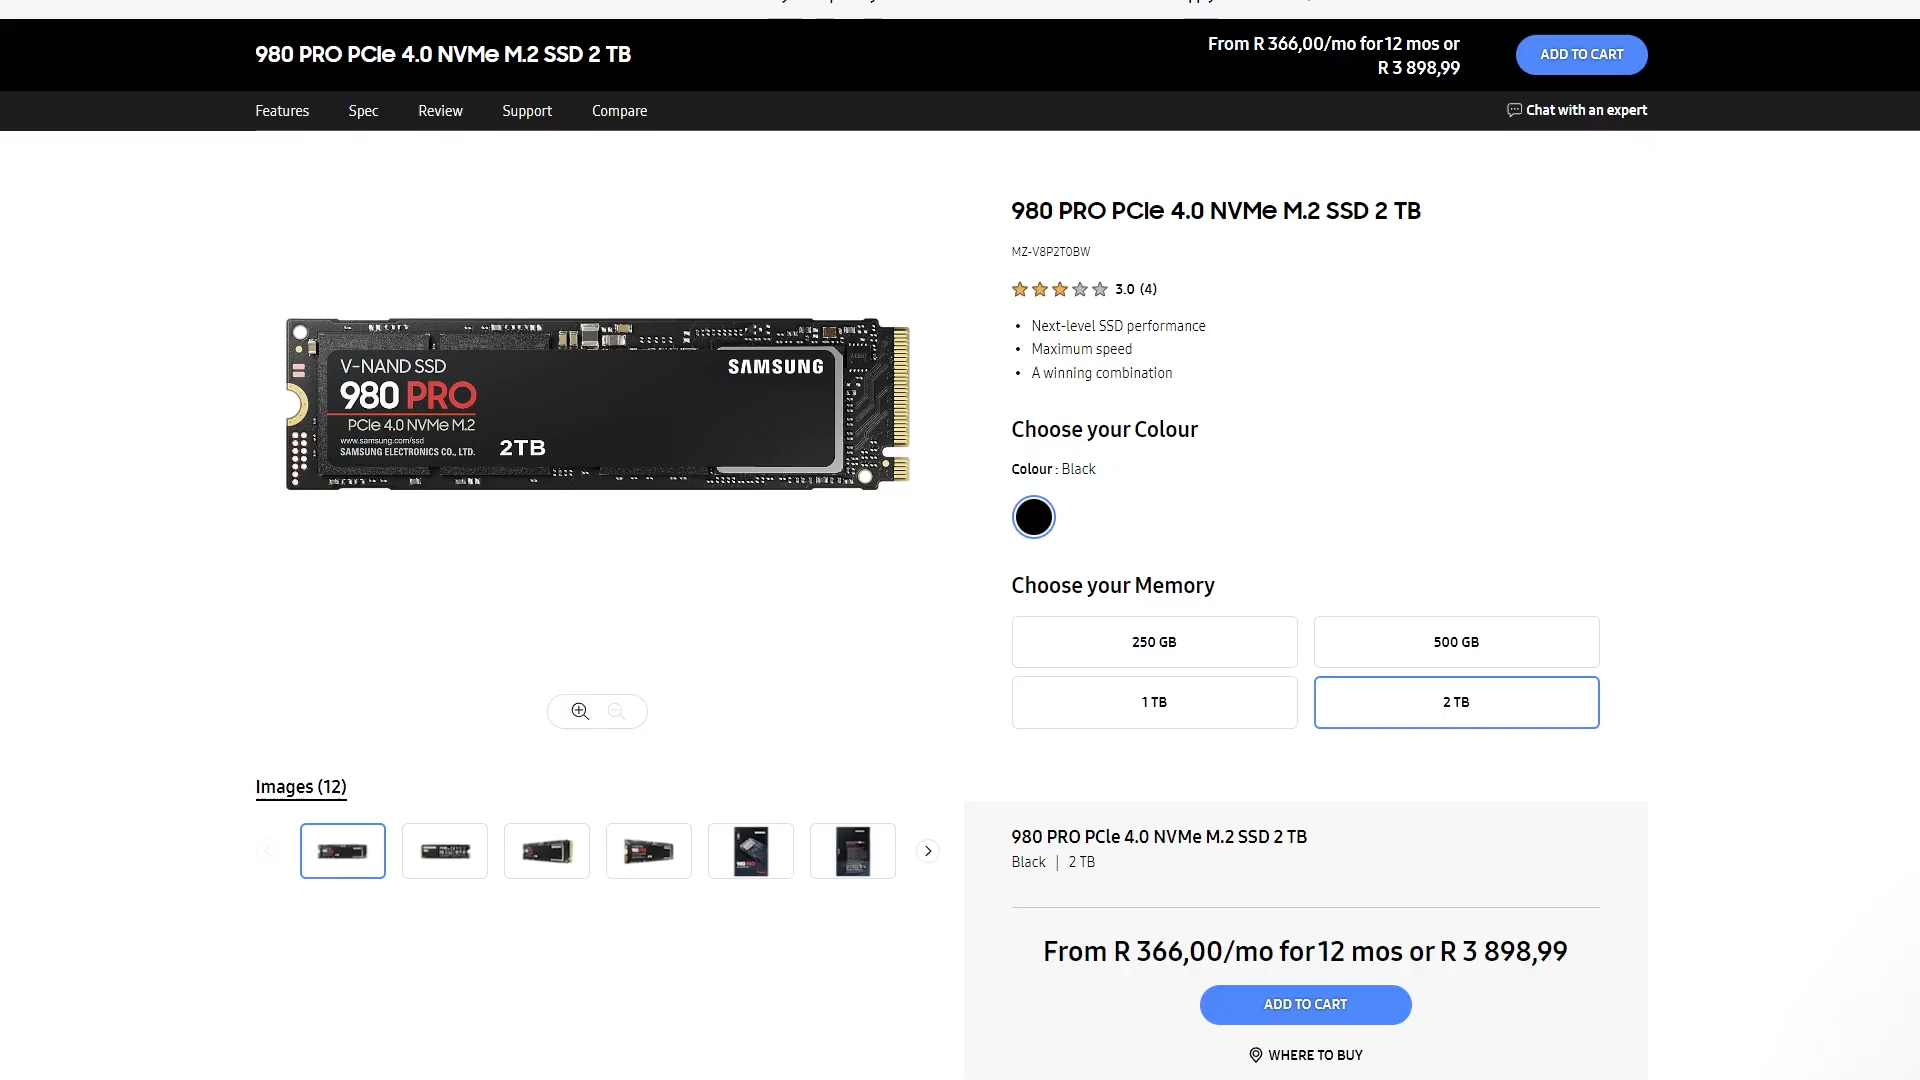 980 PRO PCIe 4.0 NVMe M.2 SSD 2 TB
From R 366,00/mo for 12 mos or
R 3 898,99
ADD TO CART
Features
Spec
Review
Support
Compare
Chat with an expert
980 PRO PCIe 4.0 NVMe M.2 SSD 2 TB
MZ-V8P2T0BW
3.0 (4)
• Next-level SSD performance
• Maximum speed
• A winning combination
V-NAND SSD
980 PRO
PCIe 4.0 NVMe M.2
www.samsung.com/ssd
SAMSUNG ELECTRONICS CO., LTD.
2TB
SAMSUNG
Choose your Colour
Colour : Black
Choose your Memory
250 GB
500 GB
1 TB
2 TB
Images (12)
980 PRO PCle 4.0 NVMe M.2 SSD 2 TB
Black | 2 TB
From R 366,00/mo for 12 mos or R 3 898,99
ADD TO CART
WHERE TO BUY